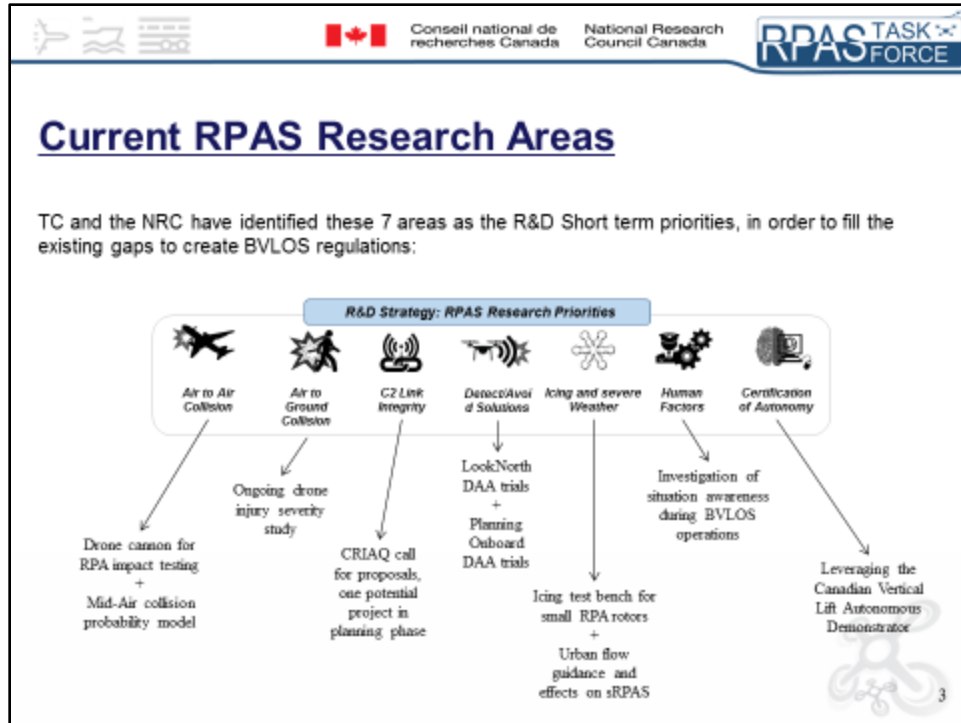 Conseil national de recherches Canada
National Research Council Canada
RPAS TASK FORCE
Current RPAS Research Areas
TC and the NRC have identified these 7 areas as the R&D Short term priorities, in order to fill the
existing gaps to create BVLOS regulations:
R&D Strategy: RPAS Research Priorities
Air to Air
Collision
Air to
Ground
Collision
C2 Link
Integrity
Detect/Avoi
d Solutions
Icing and severe
Weather
Human
Factors
Certification
of Autonomy
Drone cannon for
RPA impact testing
+
Mid-Air collision
probability model
Ongoing drone
injury severity
study
CRIAQ call
for proposals,
one potential
project in
planning phase
LookNorth
DAA trials
+
Planning
Onboard
DAA trials
Icing test bench for
small RPA rotors
+
Urban flow
guidance and
effects on sRPAS
Investigation of
situation awareness
during BVLOS
operations
Leveraging the
Canadian Vertical
Lift Autonomous
Demonstrator
3